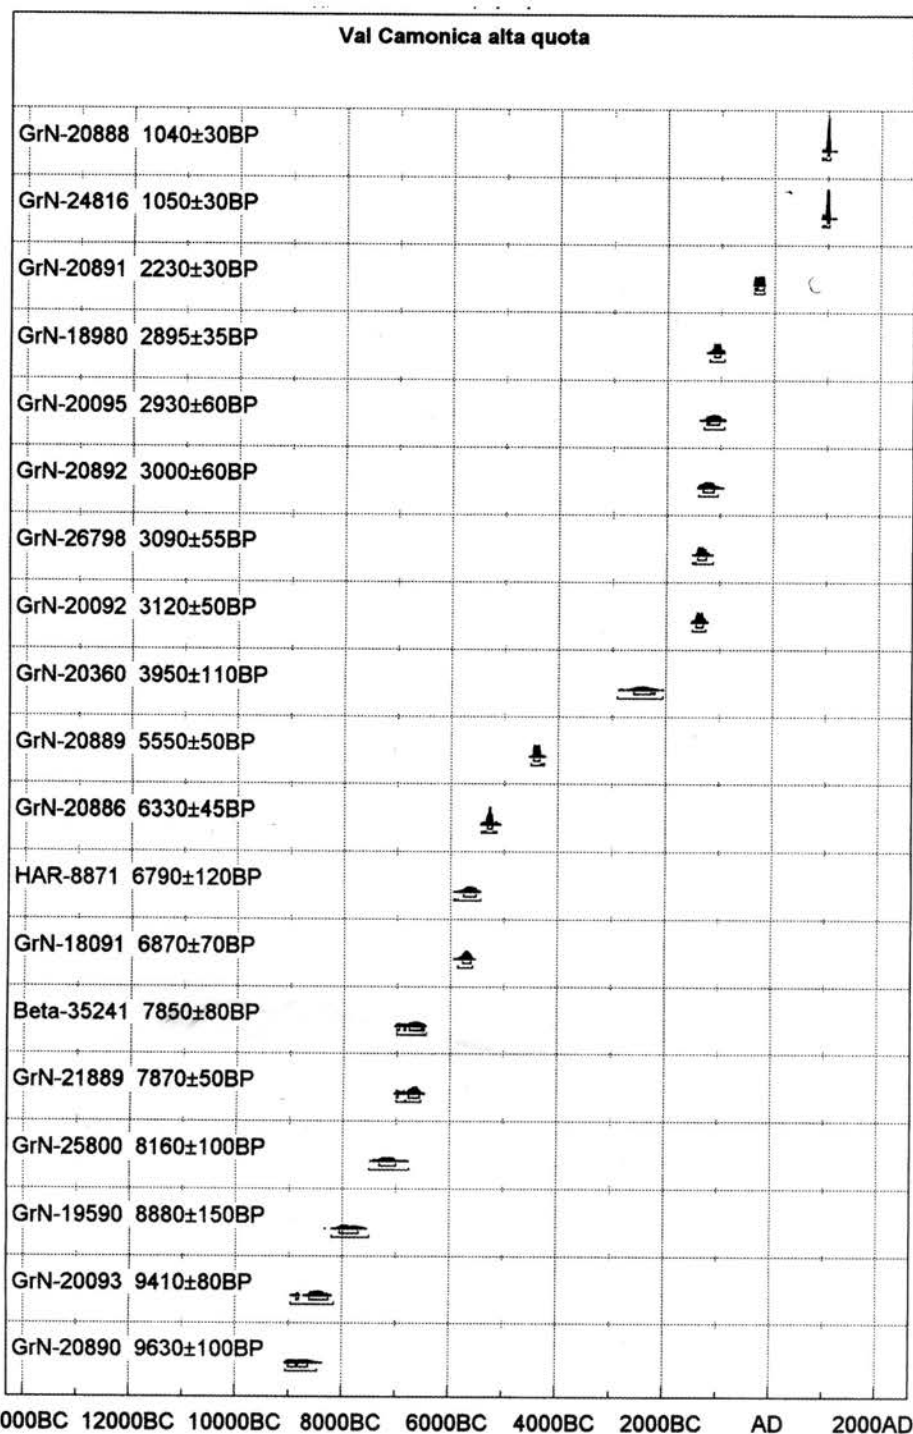 Val Camonica alta quota
GrN-20888 1040±30BP
GrN-24816 1050±30BP
GrN-20891 2230±30BP
GrN-18980 2895±35BP
GrN-20095 2930±60BP
GrN-20892 3000±60BP
GrN-26798 3090±55BP
GrN-20092 3120±50BP
GrN-20360 3950±110BP
GrN-20889 5550±50BP
GrN-20886 6330±45BP
HAR-8871 6790±120BP
GrN-18091 6870±70BP
Beta-35241 7850±80BP
GrN-21889 7870±50BP
GrN-25800 8160±100BP
GrN-19590 8880±150BP
GrN-20093 9410±80BP
GrN-20890 9630±100BP
000BC 12000BC 10000BC 8000BC 6000BC 4000BC 2000BC AD 2000AD